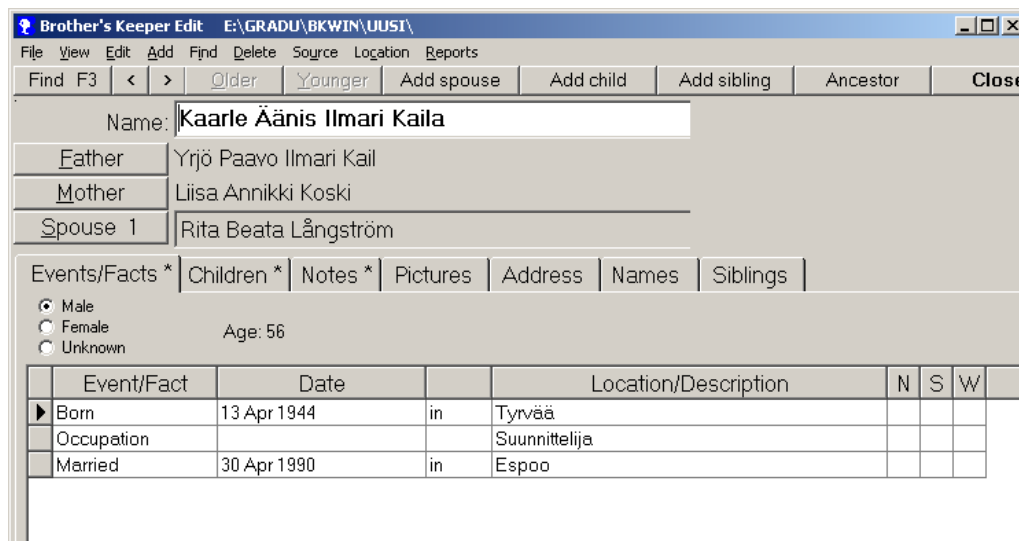 Brother's Keeper Edit E:\GRADU\BKWIN\UUSI\
File View Edit Add Find Delete Source Location Reports
Find F3 < > Older Younger Add spouse Add child Add sibling Ancestor Close
Name: Kaarle Äänis Ilmari Kaila
Father Yrjö Paavo Ilmari Kail
Mother Liisa Annikki Koski
Spouse 1 Rita Beata Långström
Events/Facts * Children * Notes * Pictures Address Names Siblings
Male
Female Age: 56
Unknown
Event/Fact Date Location/Description N S W
Born 13 Apr 1944 in Tyrvää
Occupation Suunnittelija
Married 30 Apr 1990 in Espoo